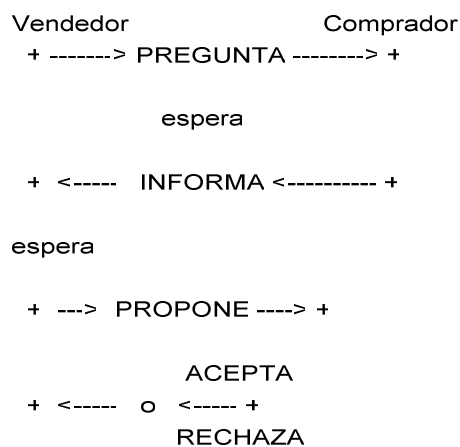 Vendedor Comprador
+ -------> PREGUNTA --------> +
espera
+ <----- INFORMA <---------- +
espera
+ ---> PROPONE ----> +
ACEPTA
+ <----- o <----- +
RECHAZA